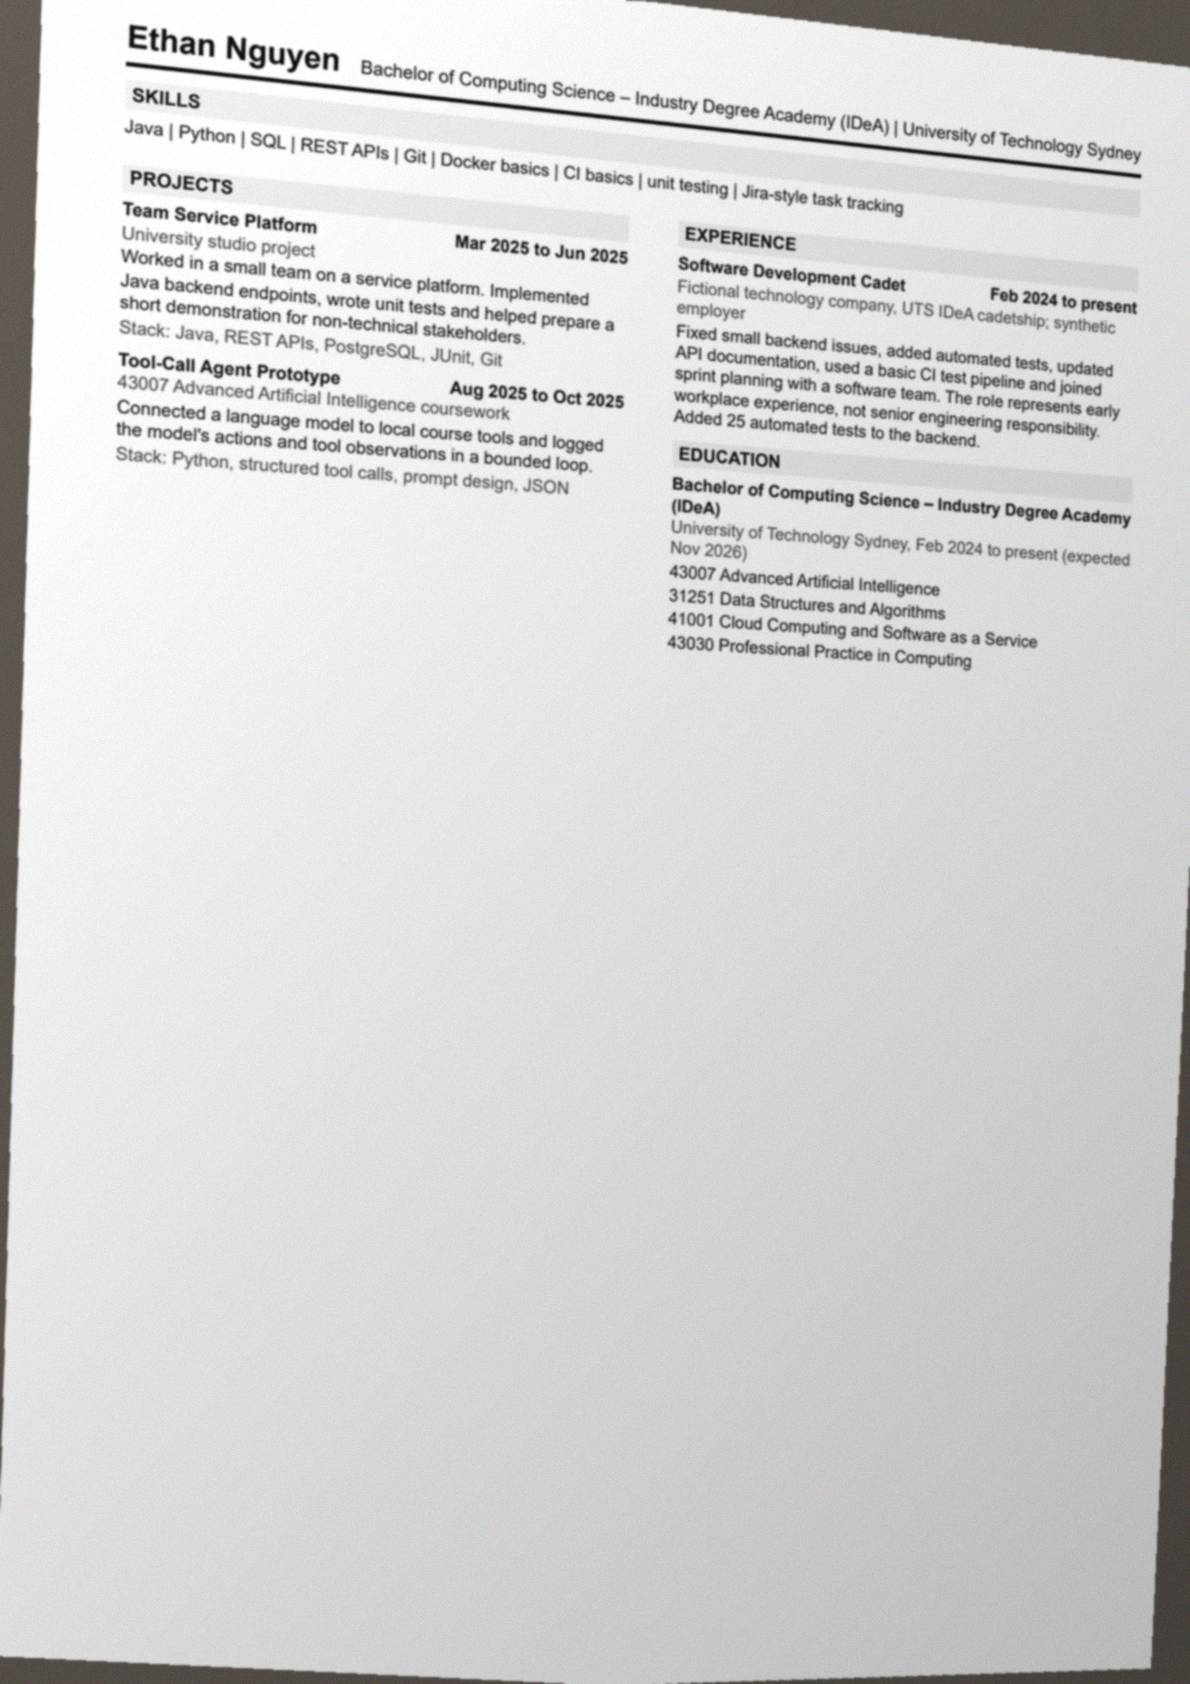 Ethan Nguyen Bachelor of Computing Science – Industry Degree Academy (IDeA) | University of Technology Sydney
SKILLS
Java | Python | SQL | REST APIs | Git | Docker basics | CI basics | unit testing | Jira-style task tracking
PROJECTS
Team Service Platform Mar 2025 to Jun 2025
University studio project
Worked in a small team on a service platform. Implemented
Java backend endpoints, wrote unit tests and helped prepare a
short demonstration for non-technical stakeholders.
Stack: Java, REST APIs, PostgreSQL, JUnit, Git
Tool-Call Agent Prototype Aug 2025 to Oct 2025
43007 Advanced Artificial Intelligence coursework
Connected a language model to local course tools and logged
the model's actions and tool observations in a bounded loop.
Stack: Python, structured tool calls, prompt design, JSON
EXPERIENCE
Software Development Cadet Feb 2024 to present
Fictional technology company, UTS IDeA cadetship; synthetic
employer
Fixed small backend issues, added automated tests, updated
API documentation, used a basic CI test pipeline and joined
sprint planning with a software team. The role represents early
workplace experience, not senior engineering responsibility.
Added 25 automated tests to the backend.
EDUCATION
Bachelor of Computing Science – Industry Degree Academy
(IDeA)
University of Technology Sydney, Feb 2024 to present (expected
Nov 2026)
43007 Advanced Artificial Intelligence
31251 Data Structures and Algorithms
41001 Cloud Computing and Software as a Service
43030 Professional Practice in Computing